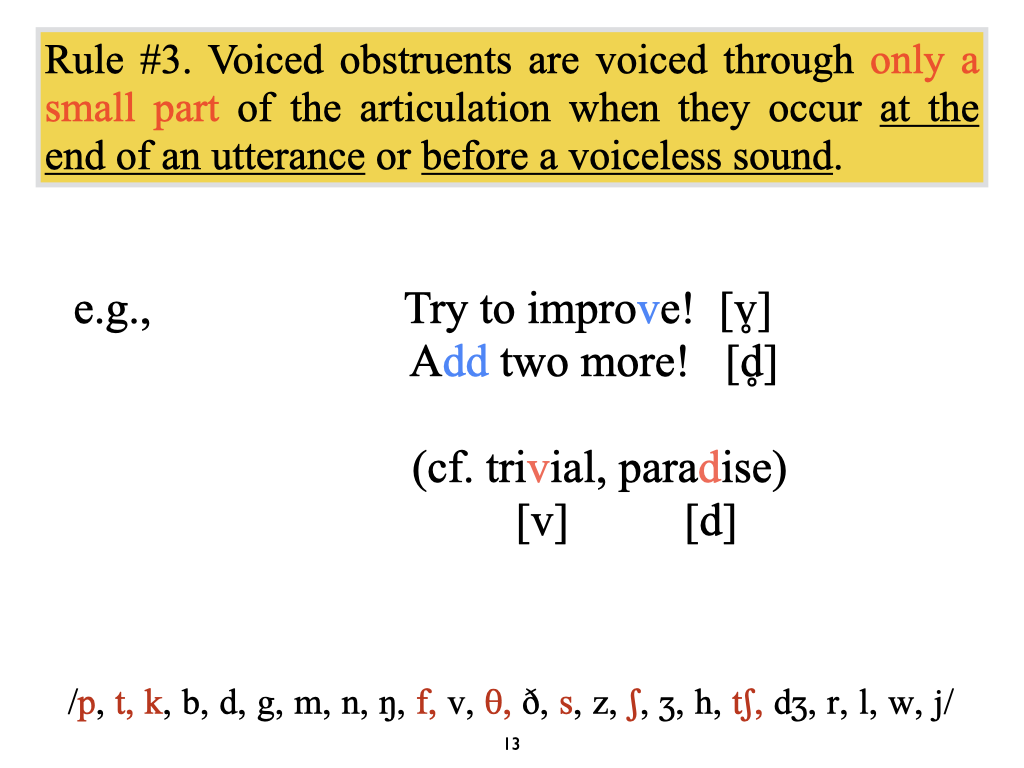 Rule #3. Voiced obstruents are voiced through only a
small part of the articulation when they occur at the
end of an utterance or before a voiceless sound.
e.g., Try to improve! [v̥]
Add two more! [d̥]
(cf. trivial, paradise)
[v] [d]
/p, t, k, b, d, g, m, n, ŋ, f, v, θ, ð, s, z, ʃ, ʒ, h, tʃ, dʒ, r, l, w, j/
13